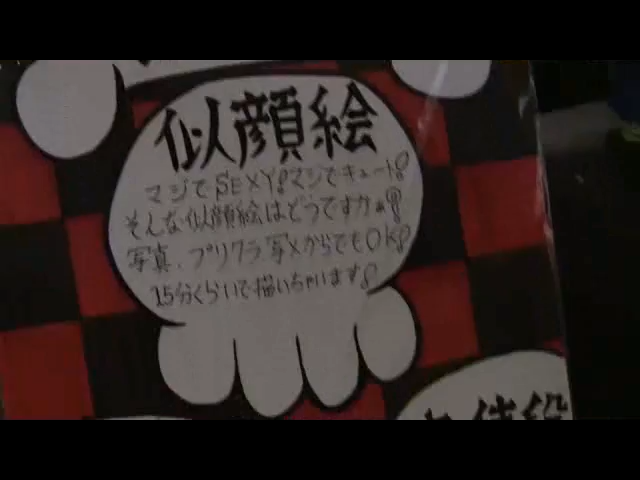 似顔絵
マジでSEXY!マジでキュート!
そんな似顔絵はどうですかぁ!
写真、プリクラ、写メからでもOK!
15分くらいで描いちゃいます!